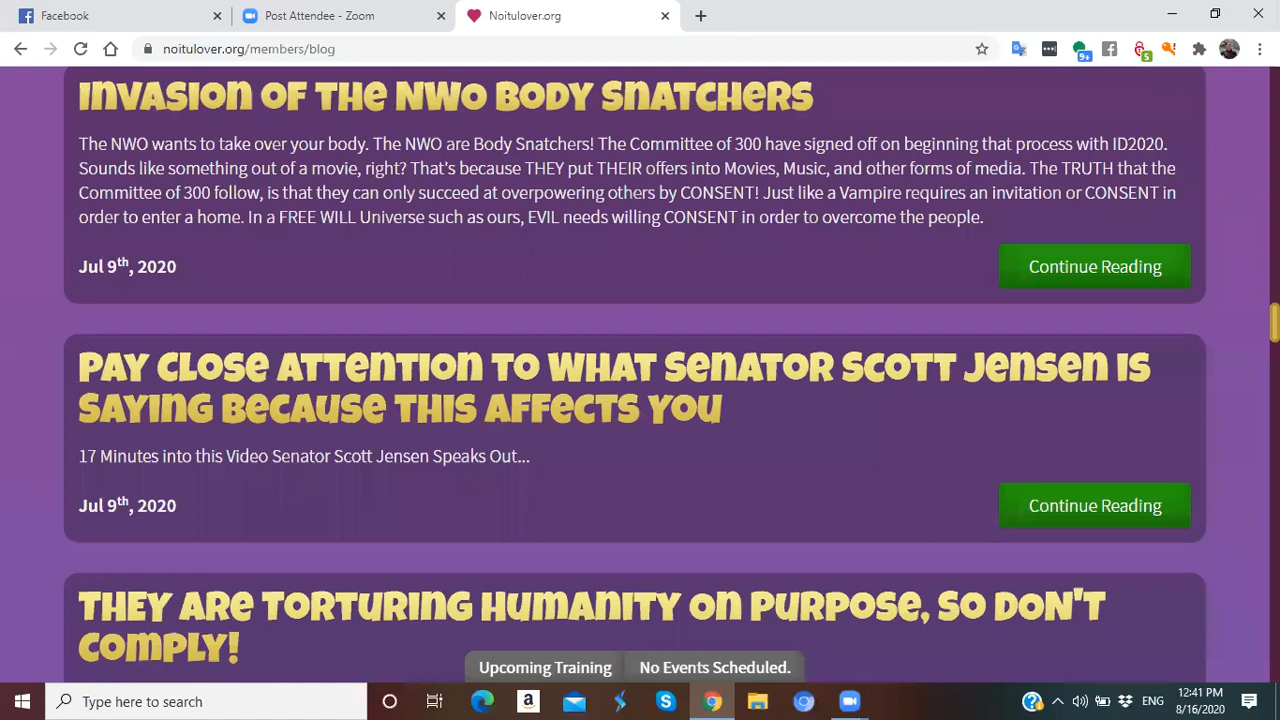 Facebook
Post Attendee - Zoom
Noitulover.org
noitulover.org/members/blog
9+
5
Invasion of the NWO Body Snatchers
The NWO wants to take over your body. The NWO are Body Snatchers! The Committee of 300 have signed off on beginning that process with ID2020.
Sounds like something out of a movie, right? That's because THEY put THEIR offers into Movies, Music, and other forms of media. The TRUTH that the
Committee of 300 follow, is that they can only succeed at overpowering others by CONSENT! Just like a Vampire requires an invitation or CONSENT in
order to enter a home. In a FREE WILL Universe such as ours, EVIL needs willing CONSENT in order to overcome the people.
Jul 9th, 2020
Continue Reading
Pay Close Attention to What Senator Scott Jensen is
Saying Because This Affects You
17 Minutes into this Video Senator Scott Jensen Speaks Out...
Jul 9th, 2020
Continue Reading
They Are Torturing Humanity on Purpose, So Don't
Comply!
Upcoming Training
No Events Scheduled.
Type here to search
ENG
12:41 PM
8/16/2020